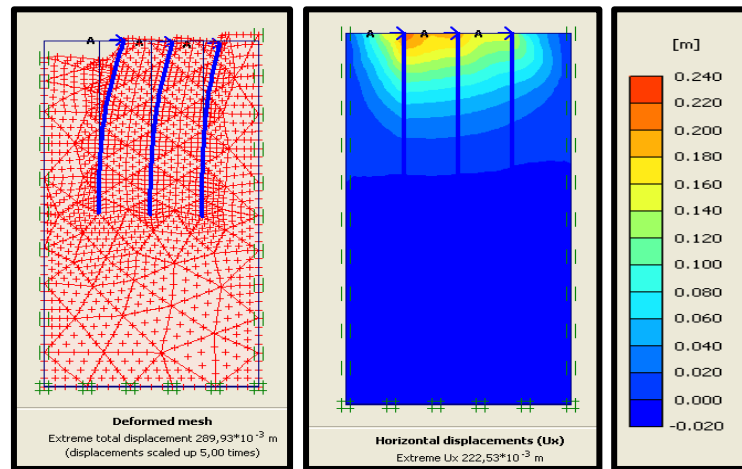 A A A
Deformed mesh
Extreme total displacement 289,93*10⁻³ m
(displacements scaled up 5,00 times)
A A A
Horizontal displacements (Ux)
Extreme Ux 222,53*10⁻³ m
[m]
0.240
0.220
0.200
0.180
0.160
0.140
0.120
0.100
0.080
0.060
0.040
0.020
0.000
-0.020